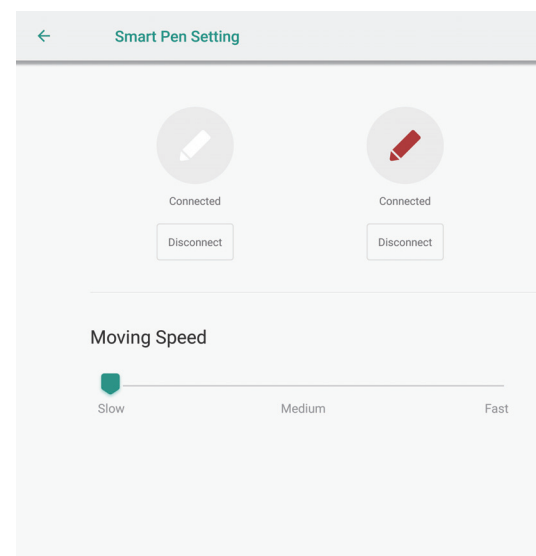 Smart Pen Setting
Connected Connected
Disconnect Disconnect
Moving Speed
Slow Medium Fast